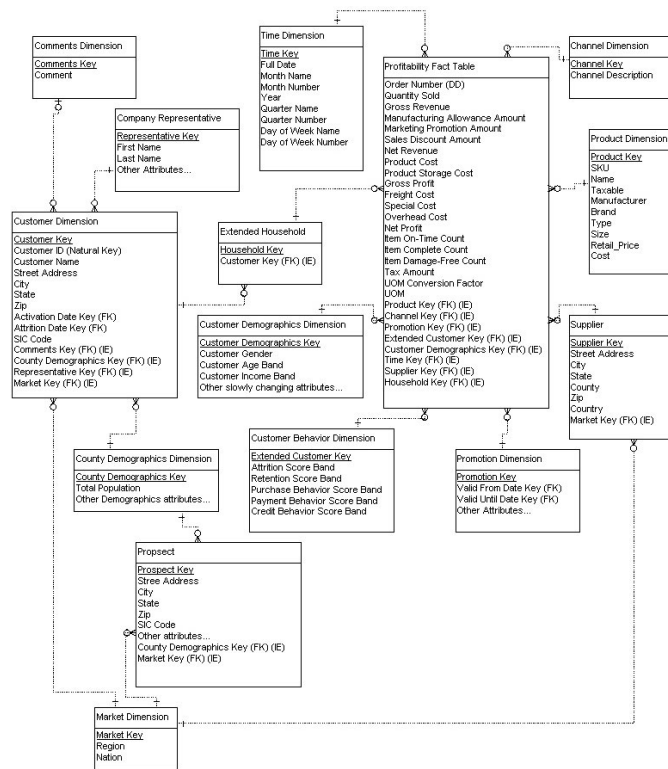 Comments Dimension
Comments Key
Comment
Company Representative
Representative Key
First Name
Last Name
Other Attributes...
Time Dimension
Time Key
Full Date
Month Name
Month Number
Year
Quarter Name
Quarter Number
Day of Week Name
Day of Week Number
Profitability Fact Table
Order Number (DD)
Quantity Sold
Gross Revenue
Manufacturing Allowance Amount
Marketing Promotion Amount
Sales Discount Amount
Net Revenue
Product Cost
Product Storage Cost
Gross Profit
Freight Cost
Special Cost
Overhead Cost
Net Profit
Item On-Time Count
Item Complete Count
Item Damage-Free Count
Tax Amount
UOM Conversion Factor
UOM
Product Key (FK) (IE)
Channel Key (FK) (IE)
Promotion Key (FK) (IE)
Extended Customer Key (FK) (IE)
Customer Demographics Key (FK) (IE)
Time Key (FK) (IE)
Supplier Key (FK) (IE)
Household Key (FK) (IE)
Channel Dimension
Channel Key
Channel Description
Product Dimension
Product Key
SKU
Name
Taxable
Manufacturer
Brand
Type
Size
Retail_Price
Cost
Customer Dimension
Customer Key
Customer ID (Natural Key)
Customer Name
Street Address
City
State
Zip
Activation Date Key (FK)
Attrition Date Key (FK)
SIC Code
Comments Key (FK) (IE)
County Demographics Key (FK) (IE)
Representative Key (FK) (IE)
Market Key (FK) (IE)
Extended Household
Household Key
Customer Key (FK) (IE)
Customer Demographics Dimension
Customer Demographics Key
Customer Gender
Customer Age Band
Customer Income Band
Other slowly changing attributes...
Supplier
Supplier Key
Street Address
City
State
County
Zip
Country
Market Key (FK) (IE)
County Demographics Dimension
County Demographics Key
Total Population
Other Demographics attributes...
Customer Behavior Dimension
Extended Customer Key
Attrition Score Band
Retention Score Band
Purchase Behavior Score Band
Payment Behavior Score Band
Credit Behavior Score Band
Promotion Dimension
Promotion Key
Valid From Date Key (FK)
Valid Until Date Key (FK)
Other Attributes...
Propsect
Prospect Key
Stree Address
City
State
Zip
SIC Code
Other attributes...
County Demographics Key (FK) (IE)
Market Key (FK) (IE)
Market Dimension
Market Key
Region
Nation